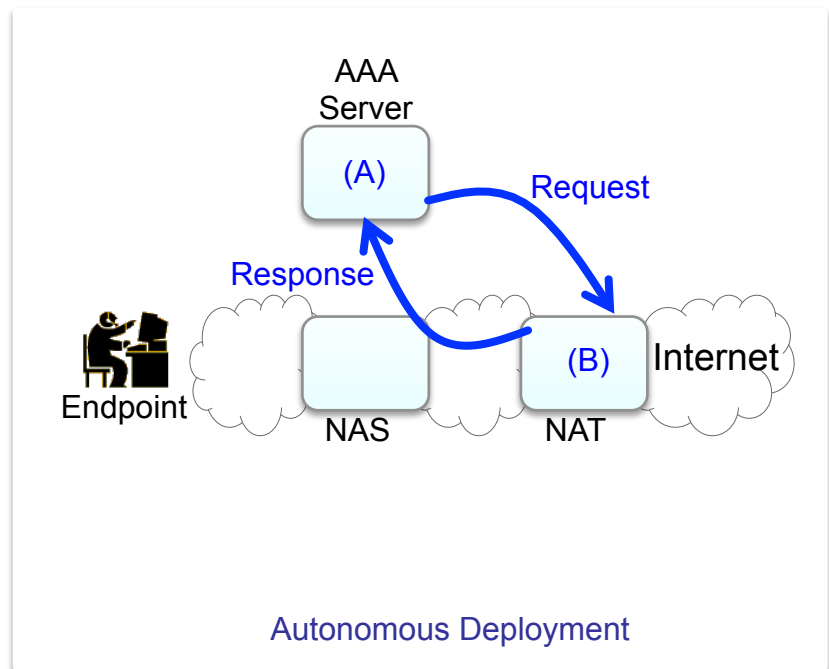 AAA
Server
(A)
Request
Response
(B)
Internet
Endpoint
NAS
NAT
Autonomous Deployment